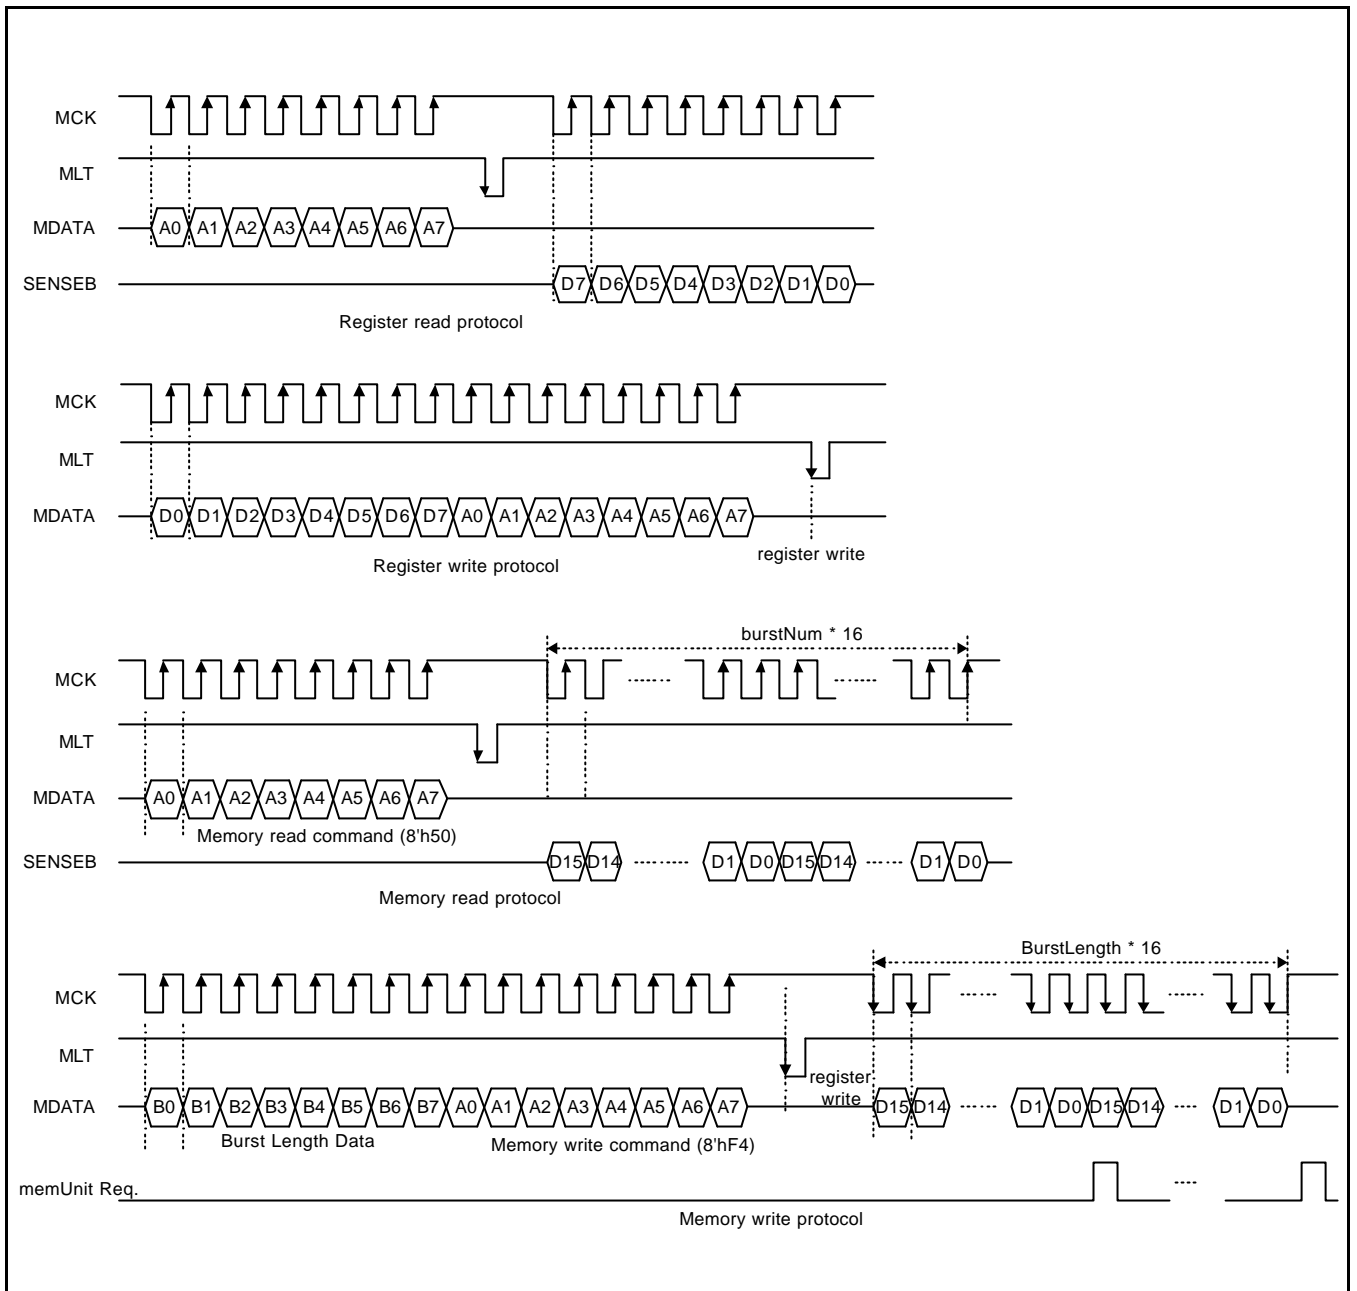 MCK
MLT
MDATA A0 A1 A2 A3 A4 A5 A6 A7
SENSEB D7 D6 D5 D4 D3 D2 D1 D0
Register read protocol
MCK
MLT
MDATA D0 D1 D2 D3 D4 D5 D6 D7 A0 A1 A2 A3 A4 A5 A6 A7
register write
Register write protocol
burstNum * 16
MCK
MLT
MDATA A0 A1 A2 A3 A4 A5 A6 A7
Memory read command (8'h50)
SENSEB D15 D14 D1 D0 D15 D14 D1 D0
Memory read protocol
BurstLength * 16
MCK
MLT
register
write
MDATA B0 B1 B2 B3 B4 B5 B6 B7 A0 A1 A2 A3 A4 A5 A6 A7 D15 D14 D1 D0 D15 D14 D1 D0
Burst Length Data Memory write command (8'hF4)
memUnit Req.
Memory write protocol